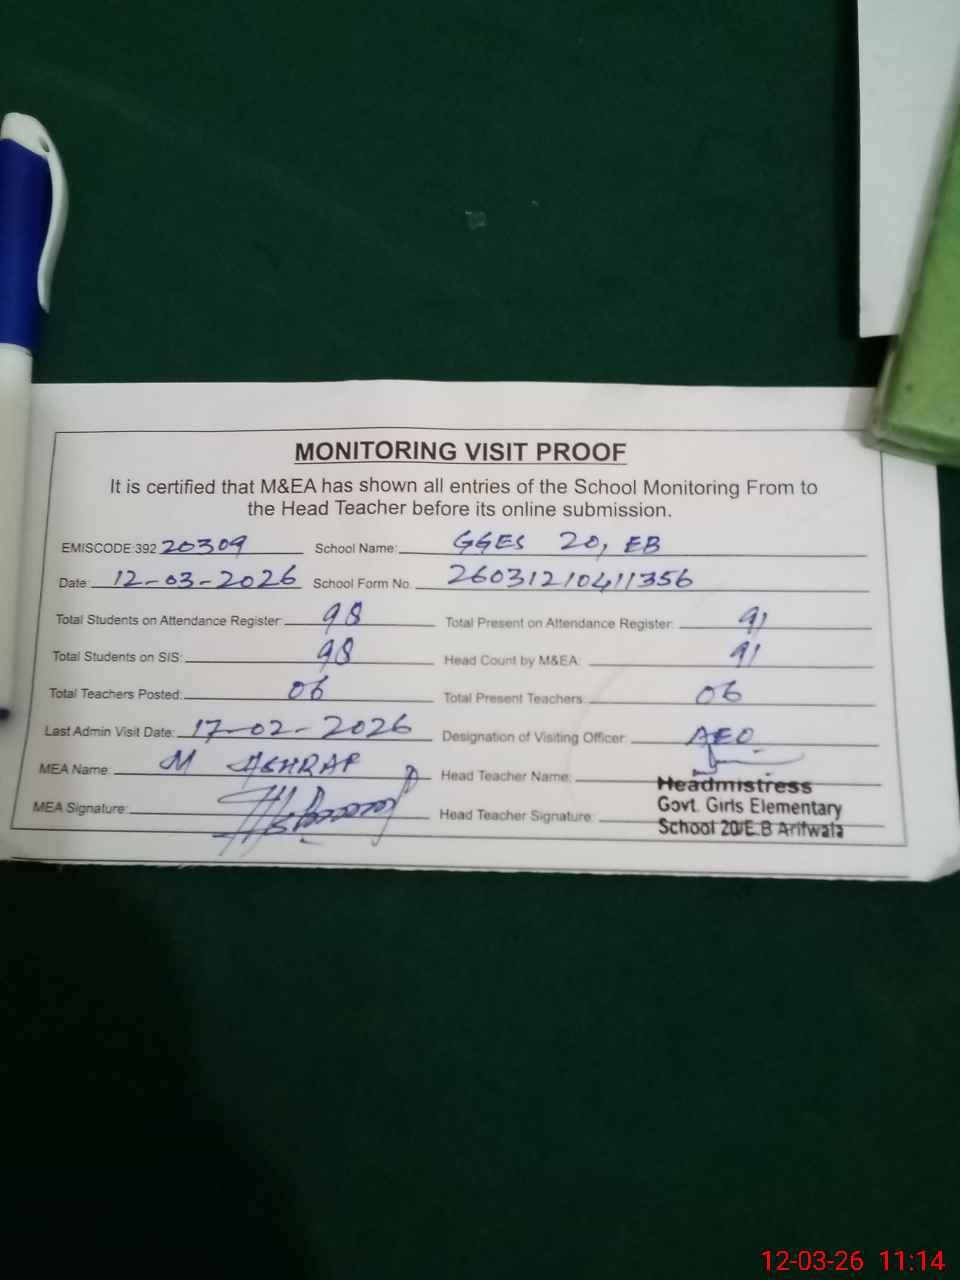 MONITORING VISIT PROOF
It is certified that M&EA has shown all entries of the School Monitoring From to
the Head Teacher before its online submission.
EMISCODE:392 20309 School Name: GGES 20, EB
Date: 12-03-2026 School Form No. 26031210411356
Total Students on Attendance Register: 98 Total Present on Attendance Register: 91
Total Students on SIS: 98 Head Count by M&EA: 91
Total Teachers Posted: 06 Total Present Teachers: 06
Last Admin Visit Date: 17-02-2026 Designation of Visiting Officer: AEO
MEA Name: M ASHRAF Head Teacher Name:
Headmistress
MEA Signature: Head Teacher Signature:
Govt. Girls Elementary
School 20/E.B Arifwala
12-03-26 11:14